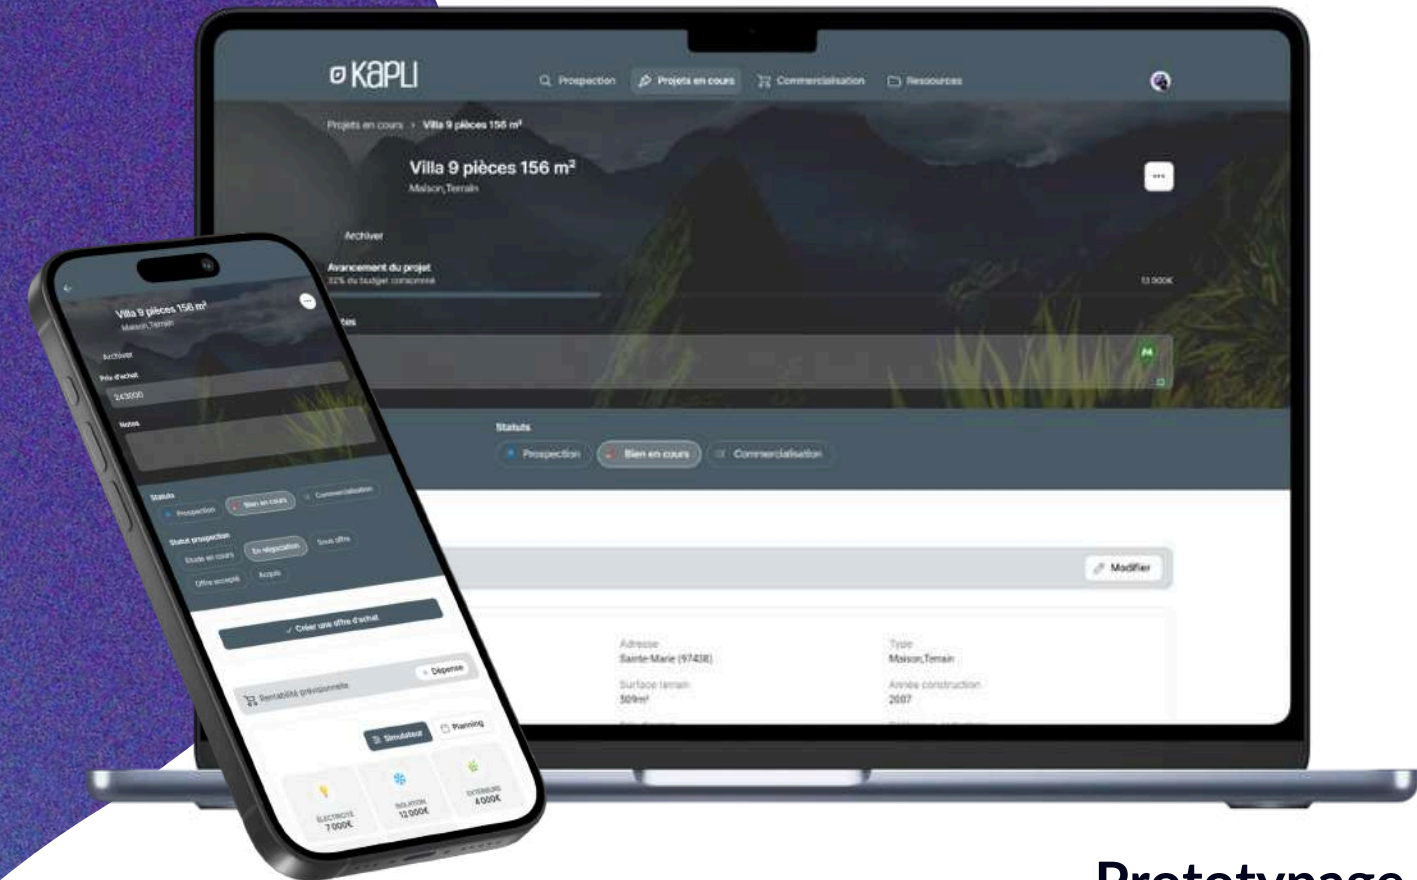 KAPLI
Prospection
Projets en cours
Commercialisation
Ressources
Projets en cours > Villa 9 pièces 156 m²
Villa 9 pièces 156 m²
Maison,Terrain
Archiver
Avancement du projet
32% du budget consommé
13 900€
tes
Statuts
Prospection
Bien en cours
Commercialisation
Modifier
Adresse
Sainte-Marie (97438)
Type
Maison,Terrain
Surface terrain
509m²
Année construction
2007
Villa 9 pièces 156 m²
Maison,Terrain
Archiver
Prix d'achat
243000
Notes
Statuts
Prospection
Bien en cours
Commercialisation
Statut prospection
Etude en cours
En négociation
Sous offre
Offre accepté
Acquis
✓ Créer une offre d'achat
Rentabilité prévisionnelle
+ Dépense
Simulateur
Planning
ÉLECTRICITÉ
7 000€
ISOLATION
12 000€
EXTÉRIEURS
4 000€
Prototypage